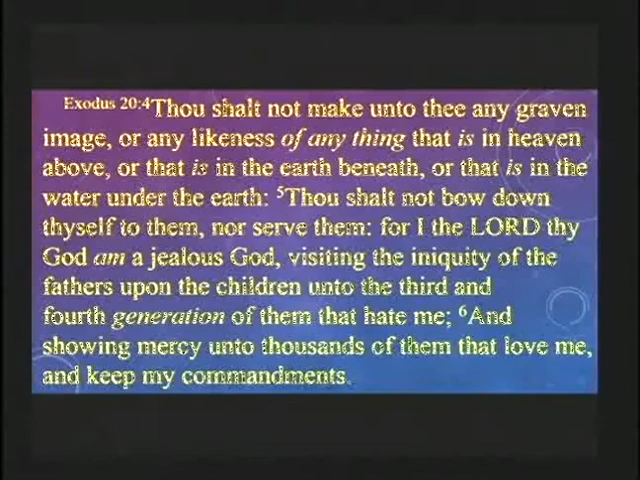 Exodus 20:4Thou shalt not make unto thee any graven
image, or any likeness of any thing that is in heaven
above, or that is in the earth beneath, or that is in the
water under the earth: 5Thou shalt not bow down
thyself to them, nor serve them: for I the LORD thy
God am a jealous God, visiting the iniquity of the
fathers upon the children unto the third and
fourth generation of them that hate me; 6And
showing mercy unto thousands of them that love me,
and keep my commandments.